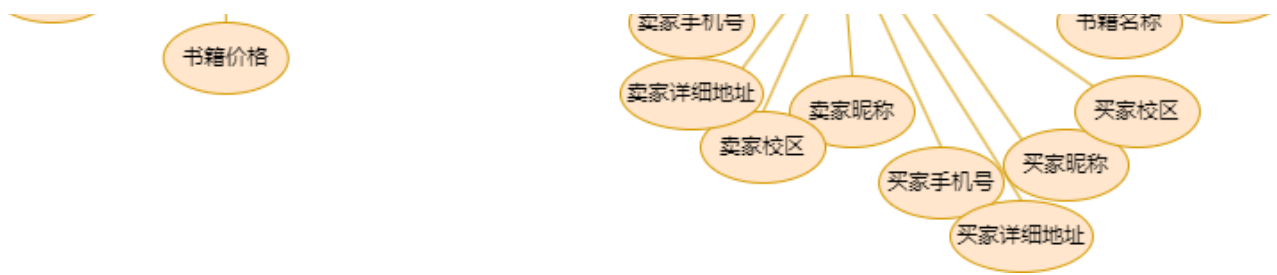 卖家手机号
书籍名称
书籍价格
卖家详细地址
卖家昵称
买家校区
卖家校区
买家昵称
买家手机号
买家详细地址